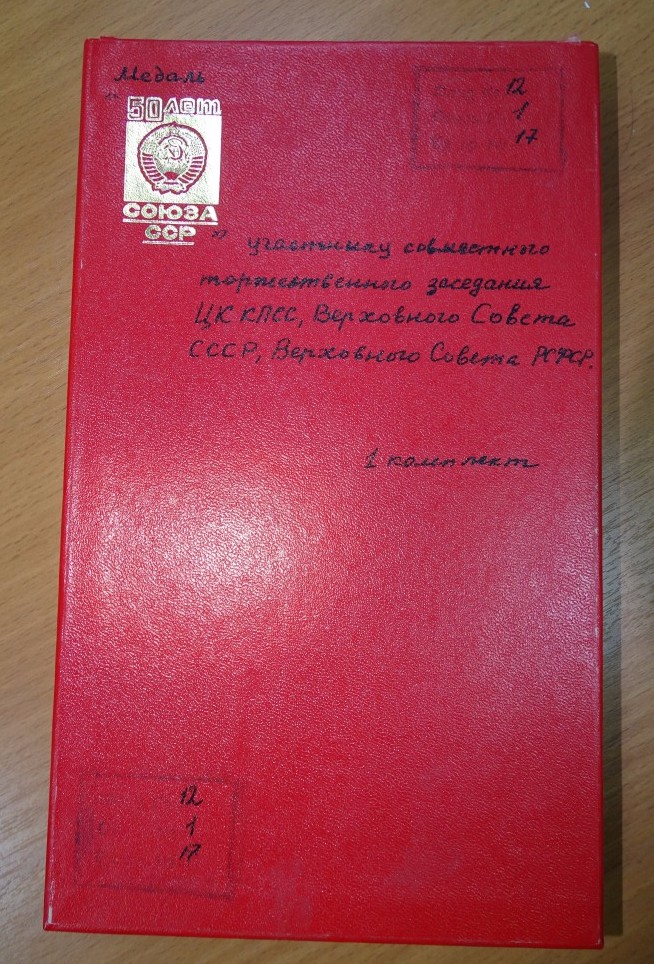 Медаль
"50 лет
СОЮЗА
ССР"
участнику совместного
торжественного заседания
ЦК КПСС, Верховного Совета
СССР, Верховного Совета РСФСР.
1 комплект
12
1
17
12
1
17